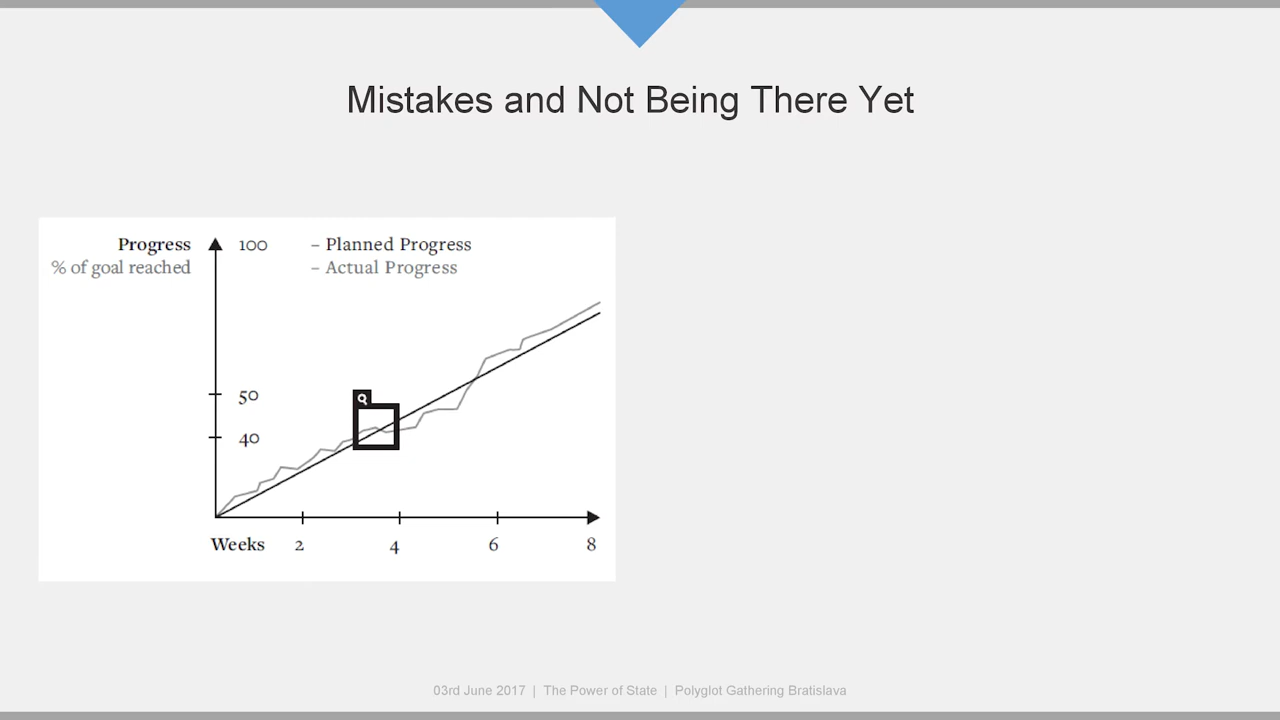 Mistakes and Not Being There Yet
Progress
% of goal reached
100
– Planned Progress
– Actual Progress
50
40
Weeks 2 4 6 8
03rd June 2017 | The Power of State | Polyglot Gathering Bratislava